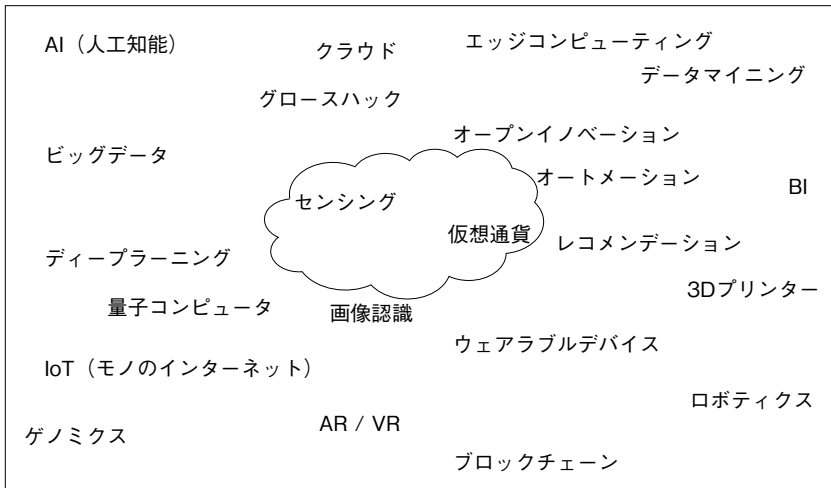 AI（人工知能）
クラウド
エッジコンピューティング
データマイニング
グロースハック
オープンイノベーション
ビッグデータ
オートメーション
BI
センシング
仮想通貨
レコメンデーション
ディープラーニング
3Dプリンター
量子コンピュータ
画像認識
ウェアラブルデバイス
IoT（モノのインターネット）
ロボティクス
AR / VR
ゲノミクス
ブロックチェーン